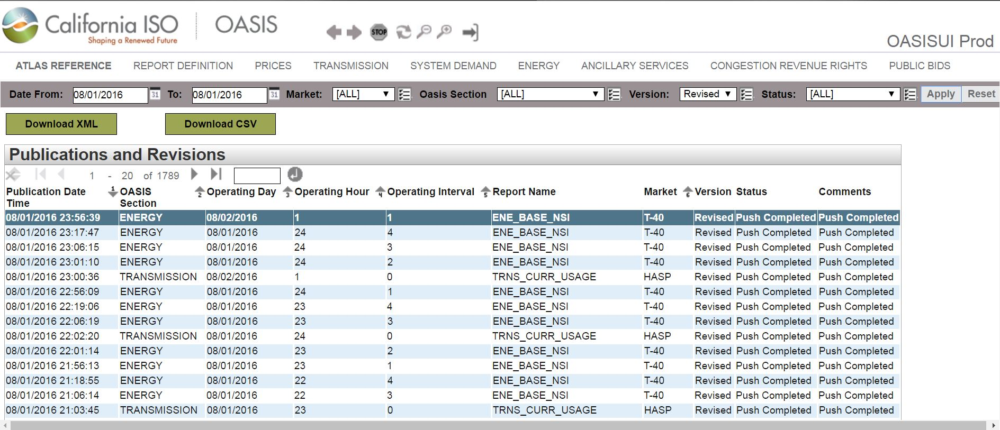 California ISO OASIS
Shaping a Renewed Future
STOP
OASISUI Prod
ATLAS REFERENCE REPORT DEFINITION PRICES TRANSMISSION SYSTEM DEMAND ENERGY ANCILLARY SERVICES CONGESTION REVENUE RIGHTS PUBLIC BIDS
Date From: 08/01/2016 31 To: 08/01/2016 31 Market: [ALL] Oasis Section [ALL] Version: Revised Status: [ALL] Apply Reset
Download XML Download CSV
Publications and Revisions
1 - 20 of 1789
Publication Date Time 1 OASIS Section 2 Operating Day 3 Operating Hour 4 Operating Interval 5 Report Name Market 6 Version Status Comments
08/01/2016 23:56:39 ENERGY 08/02/2016 1 1 ENE_BASE_NSI T-40 Revised Push Completed Push Completed
08/01/2016 23:17:47 ENERGY 08/01/2016 24 4 ENE_BASE_NSI T-40 Revised Push Completed Push Completed
08/01/2016 23:06:15 ENERGY 08/01/2016 24 3 ENE_BASE_NSI T-40 Revised Push Completed Push Completed
08/01/2016 23:01:10 ENERGY 08/01/2016 24 2 ENE_BASE_NSI T-40 Revised Push Completed Push Completed
08/01/2016 23:00:36 TRANSMISSION 08/02/2016 1 0 TRNS_CURR_USAGE HASP Revised Push Completed Push Completed
08/01/2016 22:56:09 ENERGY 08/01/2016 24 1 ENE_BASE_NSI T-40 Revised Push Completed Push Completed
08/01/2016 22:19:06 ENERGY 08/01/2016 23 4 ENE_BASE_NSI T-40 Revised Push Completed Push Completed
08/01/2016 22:06:19 ENERGY 08/01/2016 23 3 ENE_BASE_NSI T-40 Revised Push Completed Push Completed
08/01/2016 22:02:20 TRANSMISSION 08/01/2016 24 0 TRNS_CURR_USAGE HASP Revised Push Completed Push Completed
08/01/2016 22:01:14 ENERGY 08/01/2016 23 2 ENE_BASE_NSI T-40 Revised Push Completed Push Completed
08/01/2016 21:56:13 ENERGY 08/01/2016 23 1 ENE_BASE_NSI T-40 Revised Push Completed Push Completed
08/01/2016 21:18:55 ENERGY 08/01/2016 22 4 ENE_BASE_NSI T-40 Revised Push Completed Push Completed
08/01/2016 21:06:14 ENERGY 08/01/2016 22 3 ENE_BASE_NSI T-40 Revised Push Completed Push Completed
08/01/2016 21:03:45 TRANSMISSION 08/01/2016 23 0 TRNS_CURR_USAGE HASP Revised Push Completed Push Completed